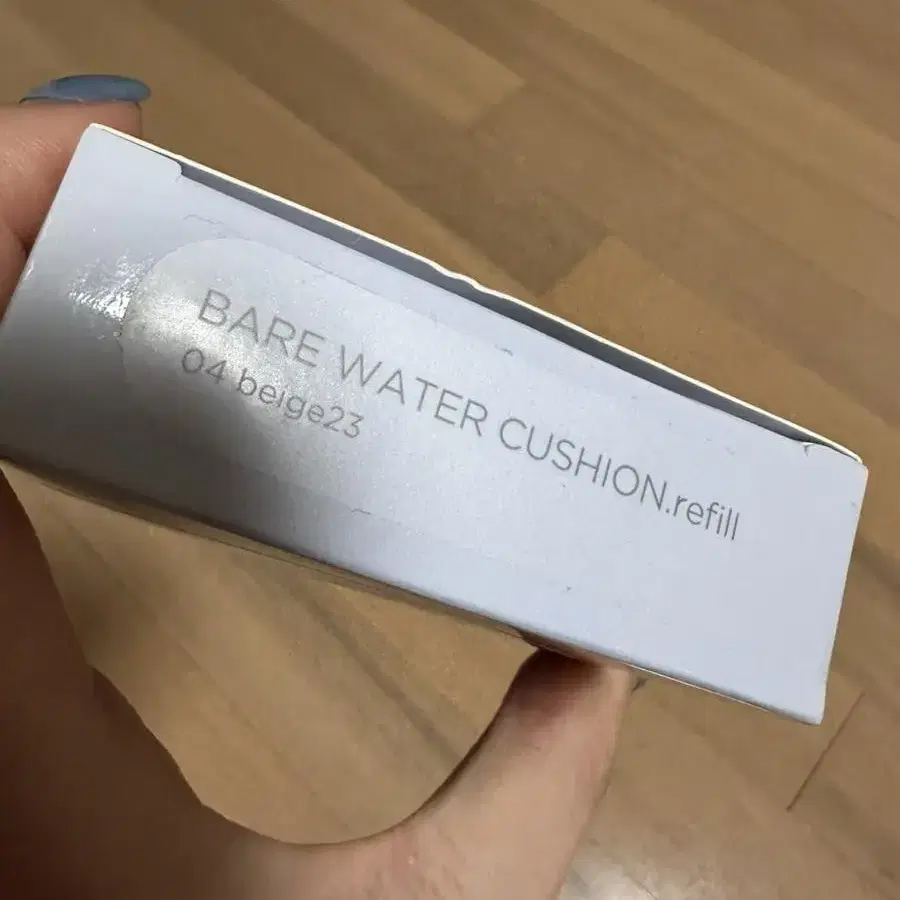 BARE WATER CUSHION.refill
04 beige23